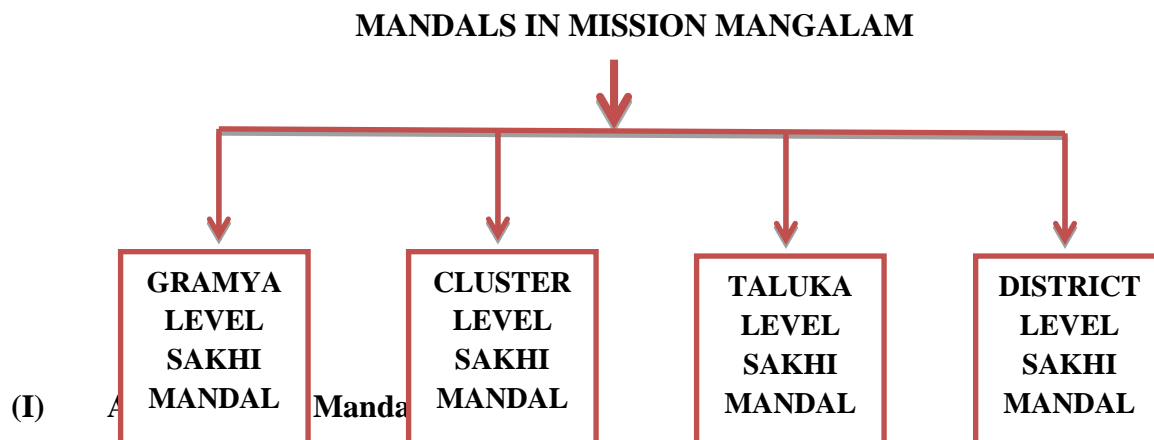 MANDALS IN MISSION MANGALAM
GRAMYA
LEVEL
SAKHI
MANDAL
CLUSTER
LEVEL
SAKHI
MANDAL
TALUKA
LEVEL
SAKHI
MANDAL
DISTRICT
LEVEL
SAKHI
MANDAL
(I)